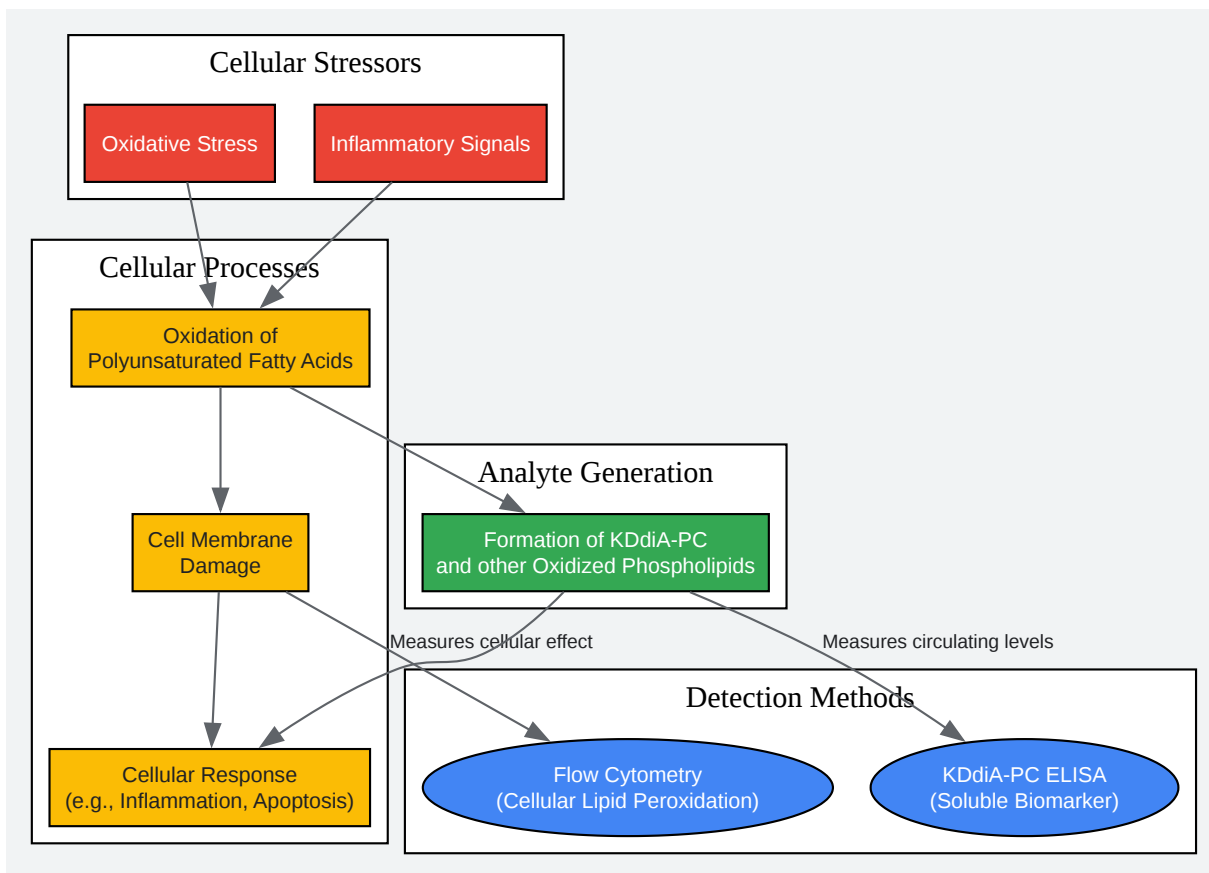 Cellular Stressors
Oxidative Stress
Inflammatory Signals
Cellular Processes
Oxidation of
Polyunsaturated Fatty Acids
Analyte Generation
Cell Membrane
Damage
Formation of KDdiA-PC
and other Oxidized Phospholipids
Measures cellular effect
Measures circulating levels
Detection Methods
Cellular Response
(e.g., Inflammation, Apoptosis)
Flow Cytometry
(Cellular Lipid Peroxidation)
KDdiA-PC ELISA
(Soluble Biomarker)